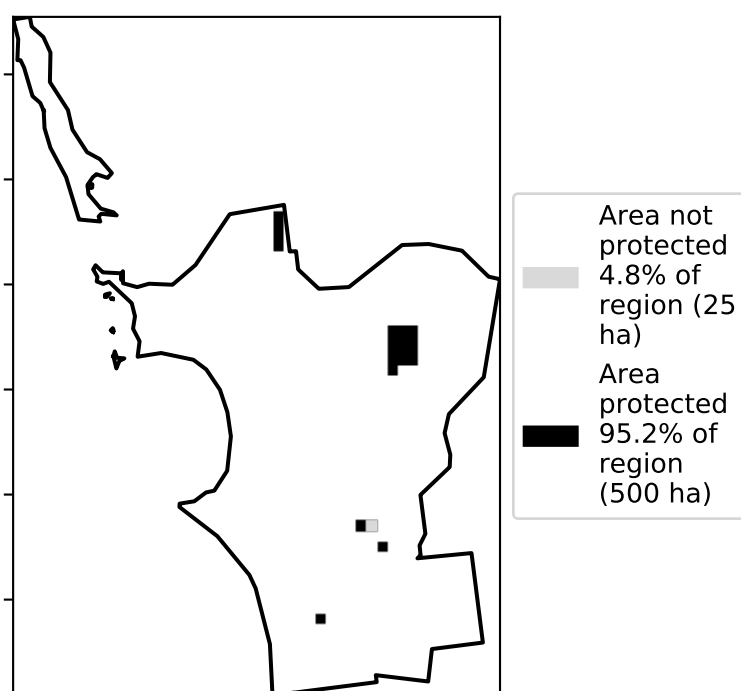 Area not
protected
4.8% of
region (25
ha)
Area
protected
95.2% of
region
(500 ha)